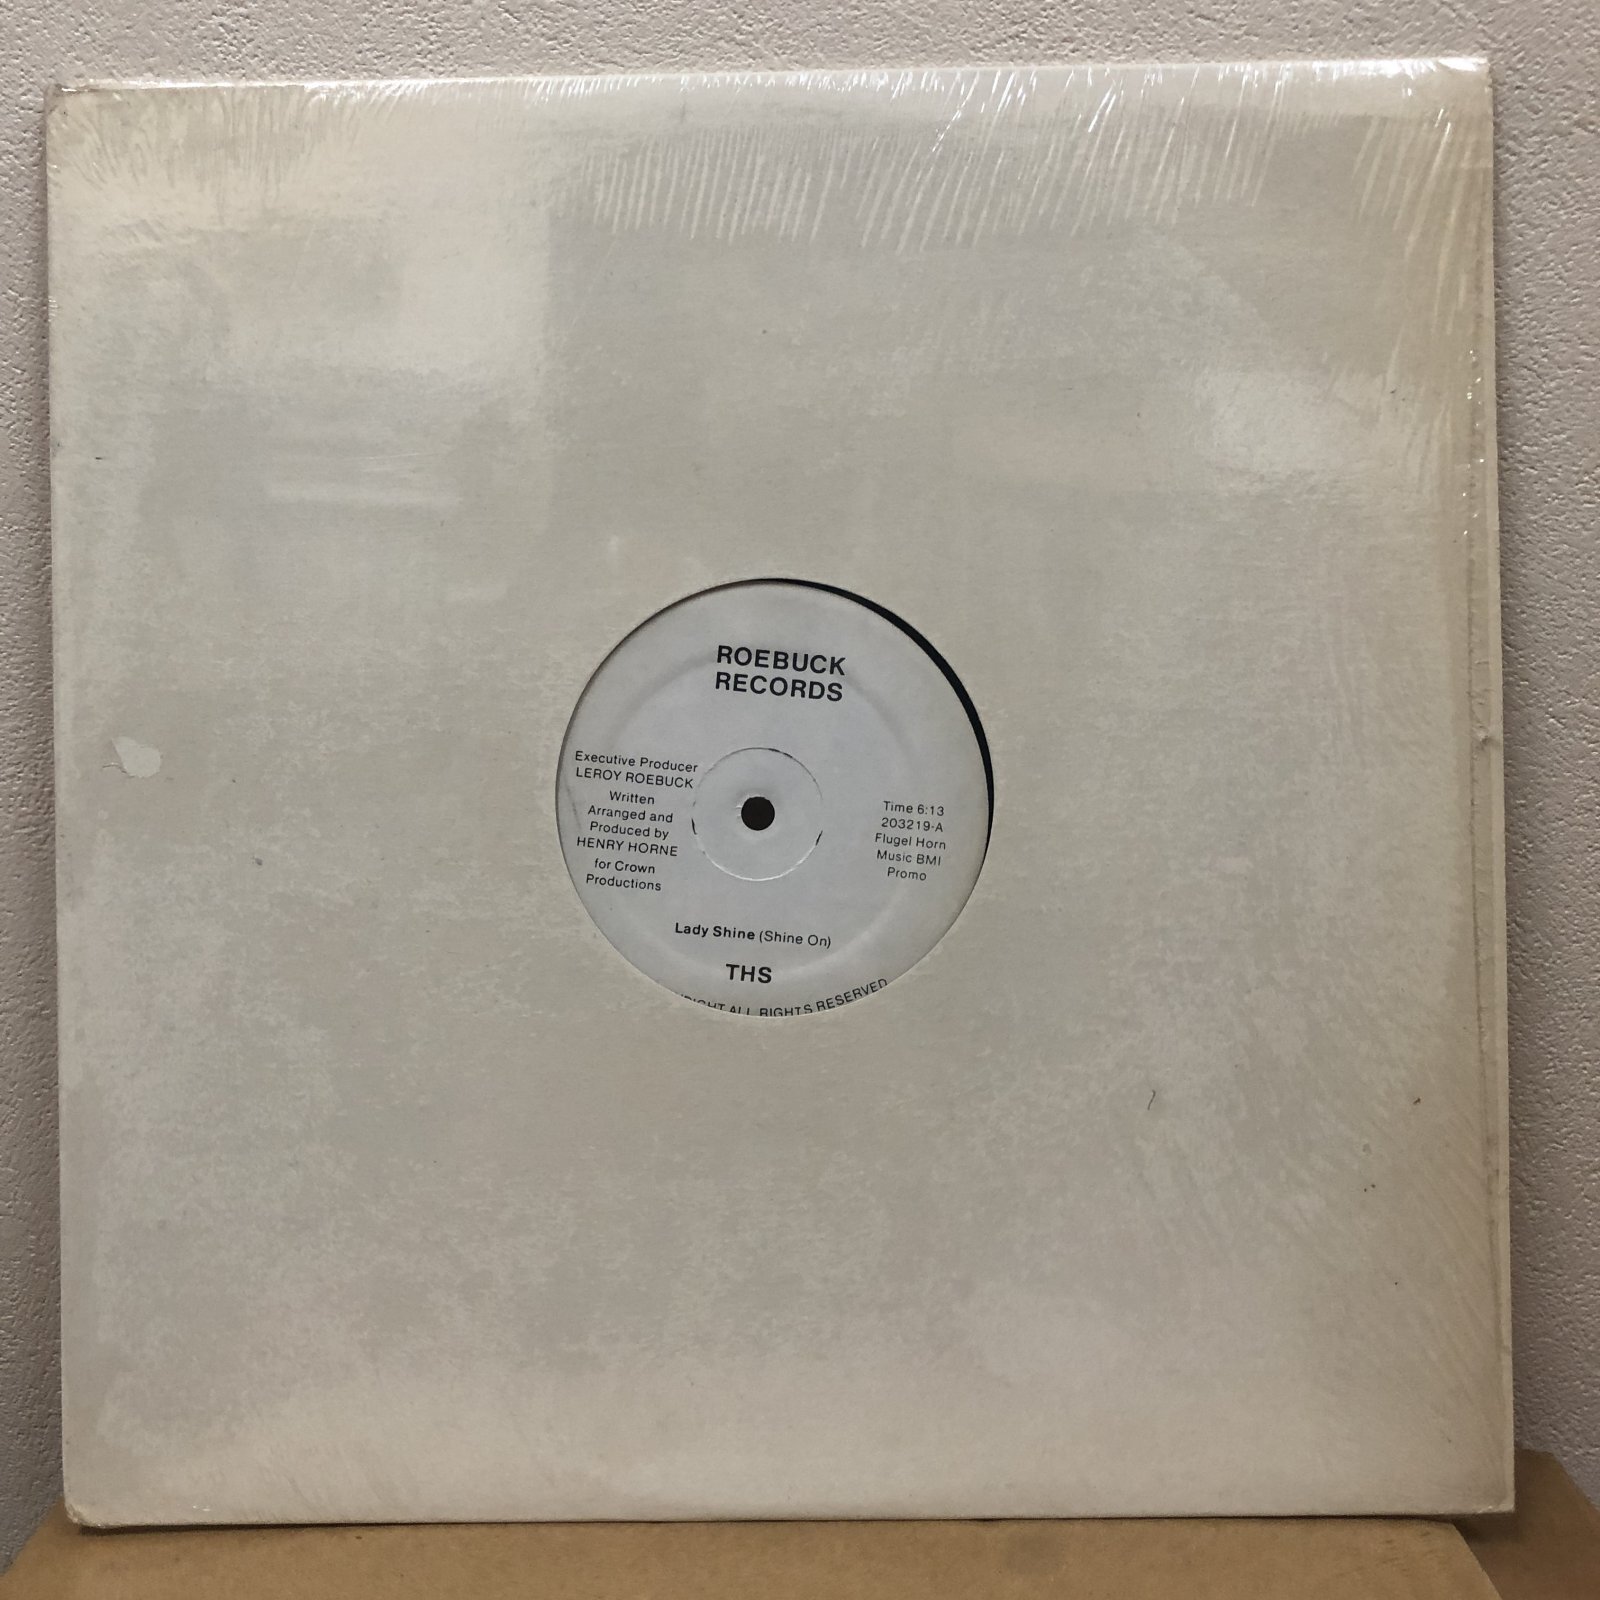 ROEBUCK
RECORDS
Executive Producer
LEROY ROEBUCK
Written
Arranged and
Produced by
HENRY HORNE
for Crown
Productions
Time 6:13
203219-A
Flugel Horn
Music BMI
Promo
Lady Shine (Shine On)
THS
ALL RIGHTS RESERVED